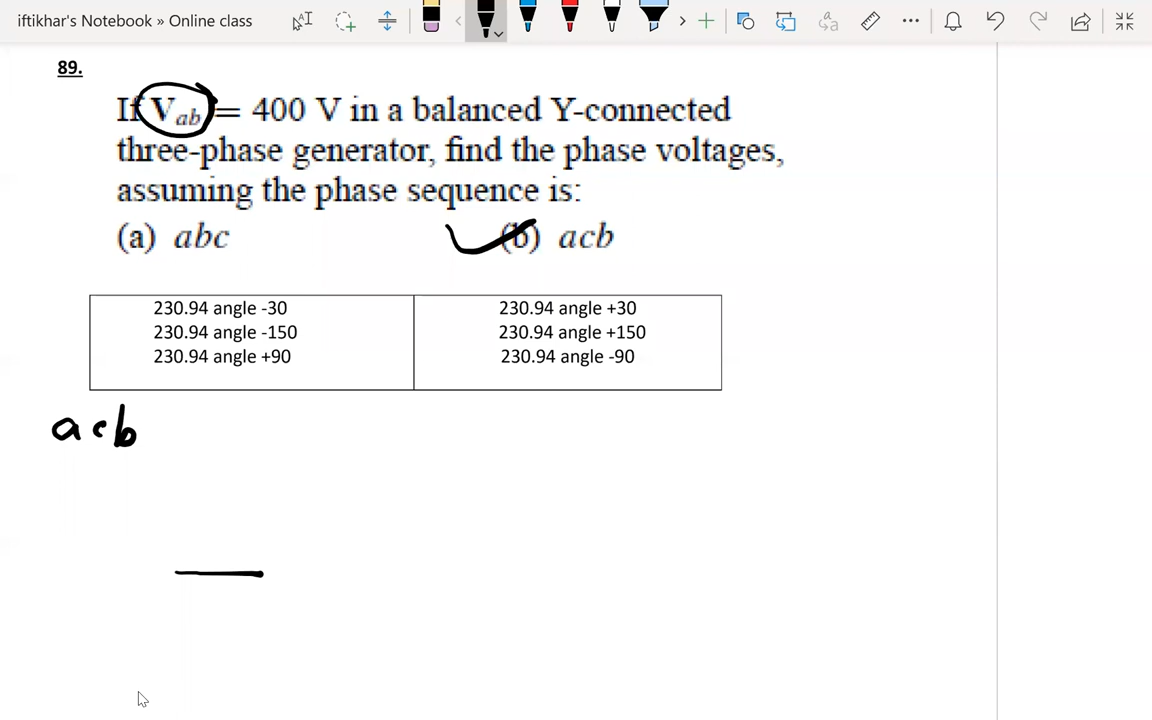 iftikhar's Notebook » Online class
89.
If Vab = 400 V in a balanced Y-connected
three-phase generator, find the phase voltages,
assuming the phase sequence is:
(a) abc (b) acb
230.94 angle -30 230.94 angle +30
230.94 angle -150 230.94 angle +150
230.94 angle +90 230.94 angle -90
acb